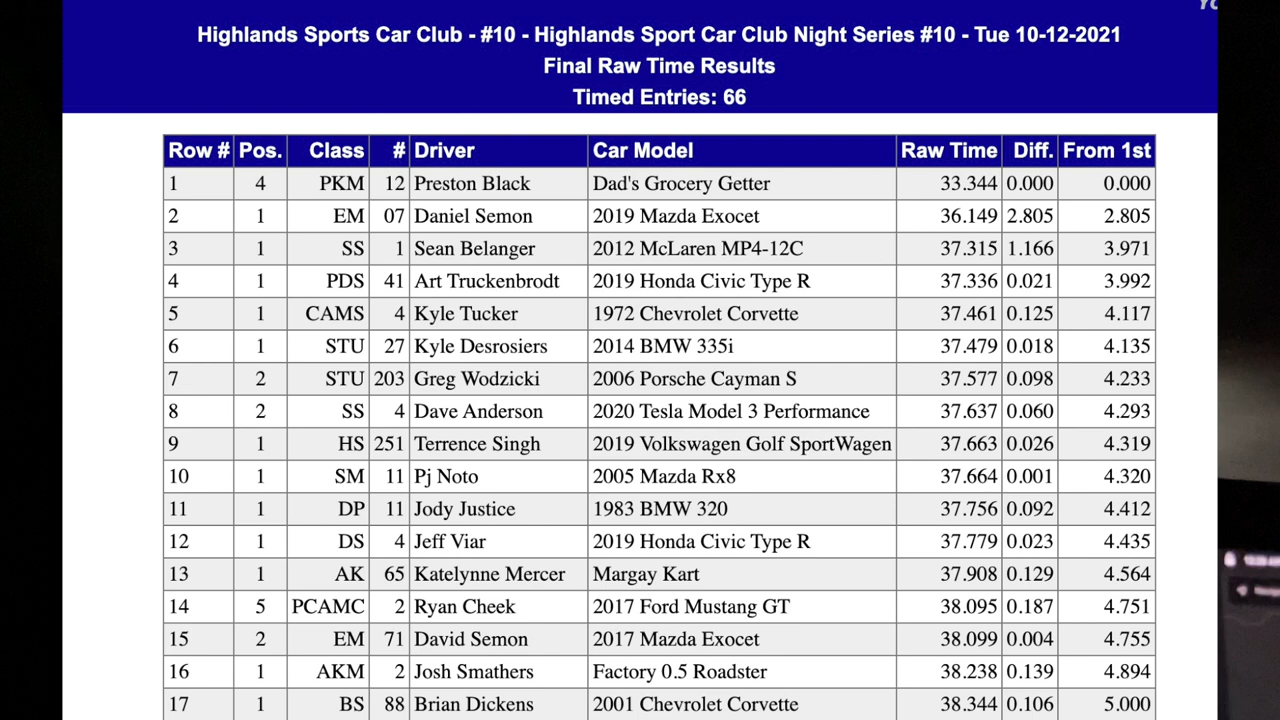 Highlands Sports Car Club - #10 - Highlands Sport Car Club Night Series #10 - Tue 10-12-2021
Final Raw Time Results
Timed Entries: 66
Row # Pos. Class # Driver Car Model Raw Time Diff. From 1st
1 4 PKM 12 Preston Black Dad's Grocery Getter 33.344 0.000 0.000
2 1 EM 07 Daniel Semon 2019 Mazda Exocet 36.149 2.805 2.805
3 1 SS 1 Sean Belanger 2012 McLaren MP4-12C 37.315 1.166 3.971
4 1 PDS 41 Art Truckenbrodt 2019 Honda Civic Type R 37.336 0.021 3.992
5 1 CAMS 4 Kyle Tucker 1972 Chevrolet Corvette 37.461 0.125 4.117
6 1 STU 27 Kyle Desrosiers 2014 BMW 335i 37.479 0.018 4.135
7 2 STU 203 Greg Wodzicki 2006 Porsche Cayman S 37.577 0.098 4.233
8 2 SS 4 Dave Anderson 2020 Tesla Model 3 Performance 37.637 0.060 4.293
9 1 HS 251 Terrence Singh 2019 Volkswagen Golf SportWagen 37.663 0.026 4.319
10 1 SM 11 Pj Noto 2005 Mazda Rx8 37.664 0.001 4.320
11 1 DP 11 Jody Justice 1983 BMW 320 37.756 0.092 4.412
12 1 DS 4 Jeff Viar 2019 Honda Civic Type R 37.779 0.023 4.435
13 1 AK 65 Katelynne Mercer Margay Kart 37.908 0.129 4.564
14 5 PCAMC 2 Ryan Cheek 2017 Ford Mustang GT 38.095 0.187 4.751
15 2 EM 71 David Semon 2017 Mazda Exocet 38.099 0.004 4.755
16 1 AKM 2 Josh Smathers Factory 0.5 Roadster 38.238 0.139 4.894
17 1 BS 88 Brian Dickens 2001 Chevrolet Corvette 38.344 0.106 5.000